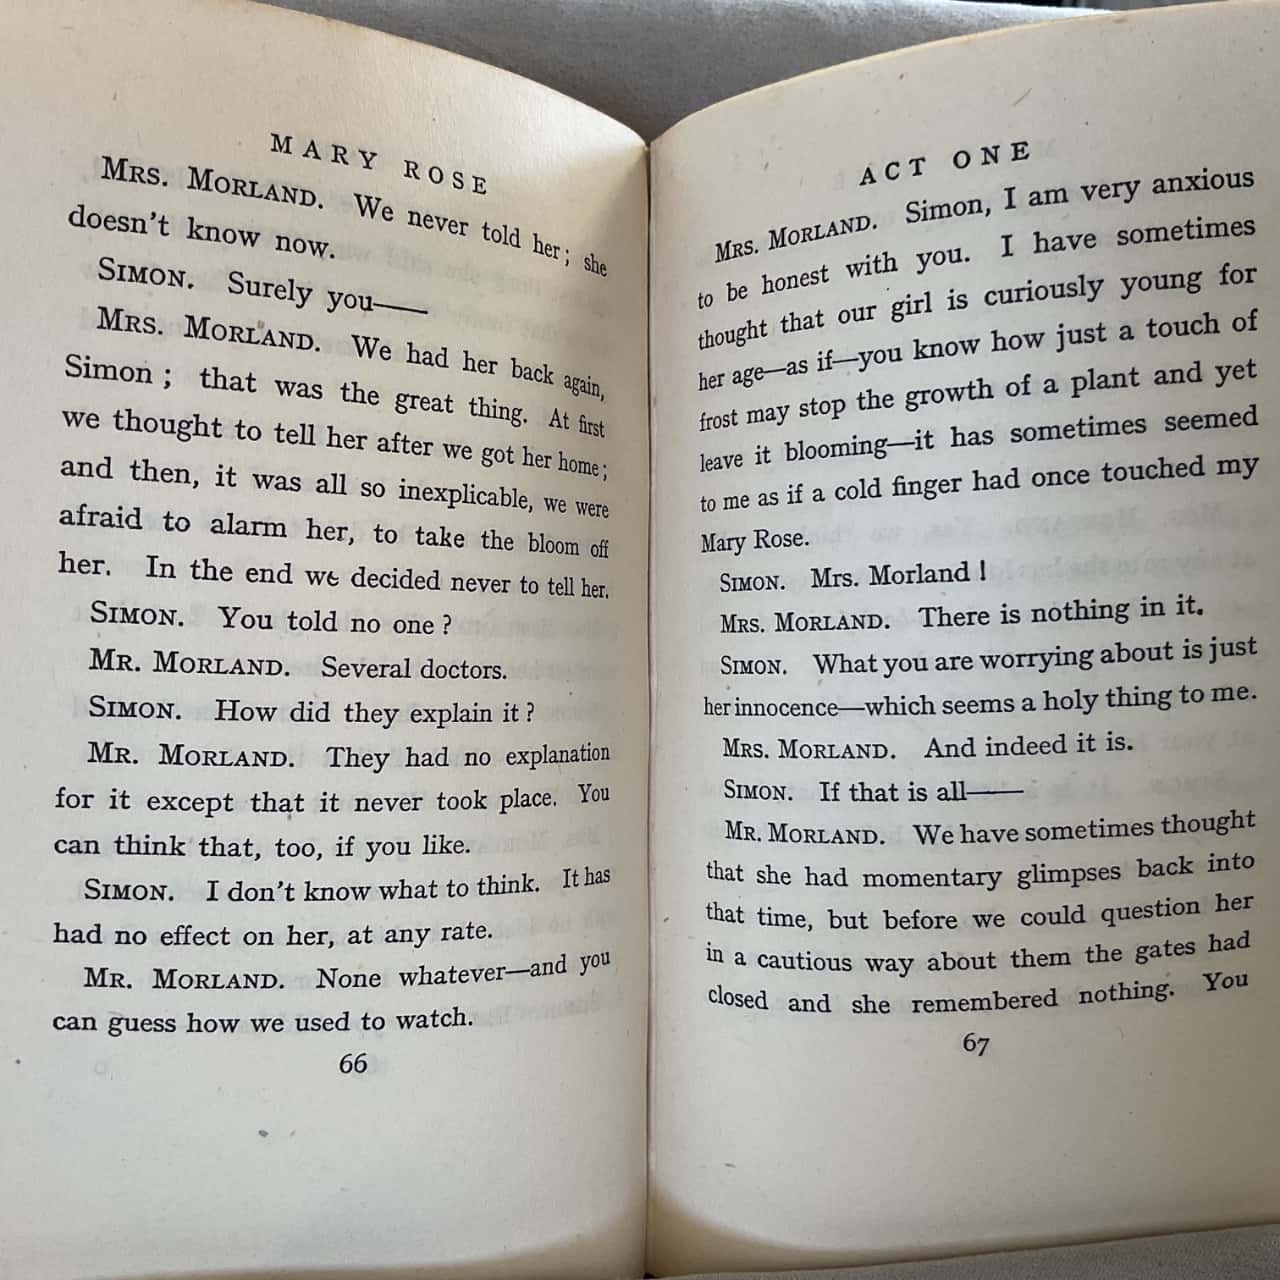 MARY ROSE
MRS. MORLAND. We never told her; she
doesn't know now.
SIMON. Surely you——
MRS. MORLAND. We had her back again,
Simon; that was the great thing. At first
we thought to tell her after we got her home;
and then, it was all so inexplicable, we were
afraid to alarm her, to take the bloom off
her. In the end we decided never to tell her.
SIMON. You told no one?
MR. MORLAND. Several doctors.
SIMON. How did they explain it?
MR. MORLAND. They had no explanation
for it except that it never took place. You
can think that, too, if you like.
SIMON. I don't know what to think. It has
had no effect on her, at any rate.
MR. MORLAND. None whatever—and you
can guess how we used to watch.
66
ACT ONE
MRS. MORLAND. Simon, I am very anxious
to be honest with you. I have sometimes
thought that our girl is curiously young for
her age—as if—you know how just a touch of
frost may stop the growth of a plant and yet
leave it blooming—it has sometimes seemed
to me as if a cold finger had once touched my
Mary Rose.
SIMON. Mrs. Morland!
MRS. MORLAND. There is nothing in it.
SIMON. What you are worrying about is just
her innocence—which seems a holy thing to me.
MRS. MORLAND. And indeed it is.
SIMON. If that is all——
MR. MORLAND. We have sometimes thought
that she had momentary glimpses back into
that time, but before we could question her
in a cautious way about them the gates had
closed and she remembered nothing. You
67